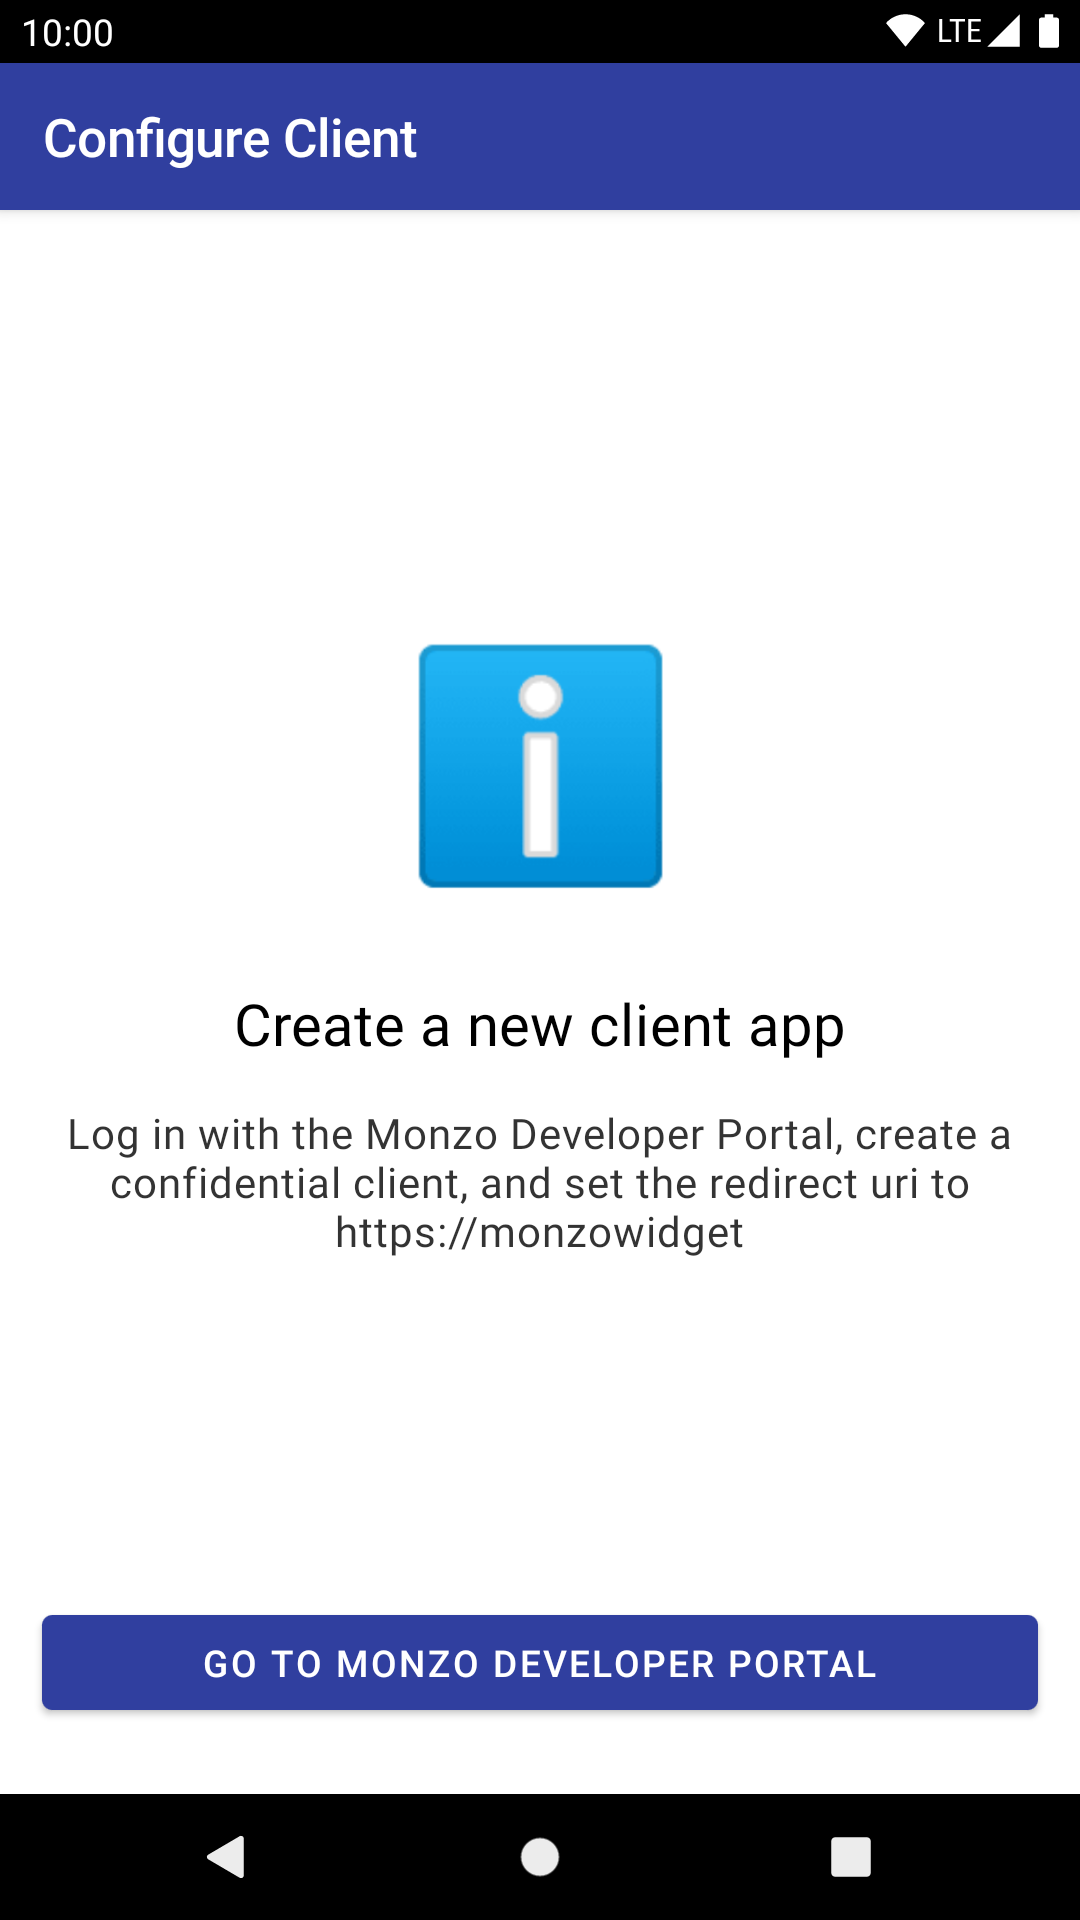 10:00
LTE
Configure Client
Create a new client app
Log in with the Monzo Developer Portal, create a
confidential client, and set the redirect uri to
https://monzowidget
GO TO MONZO DEVELOPER PORTAL